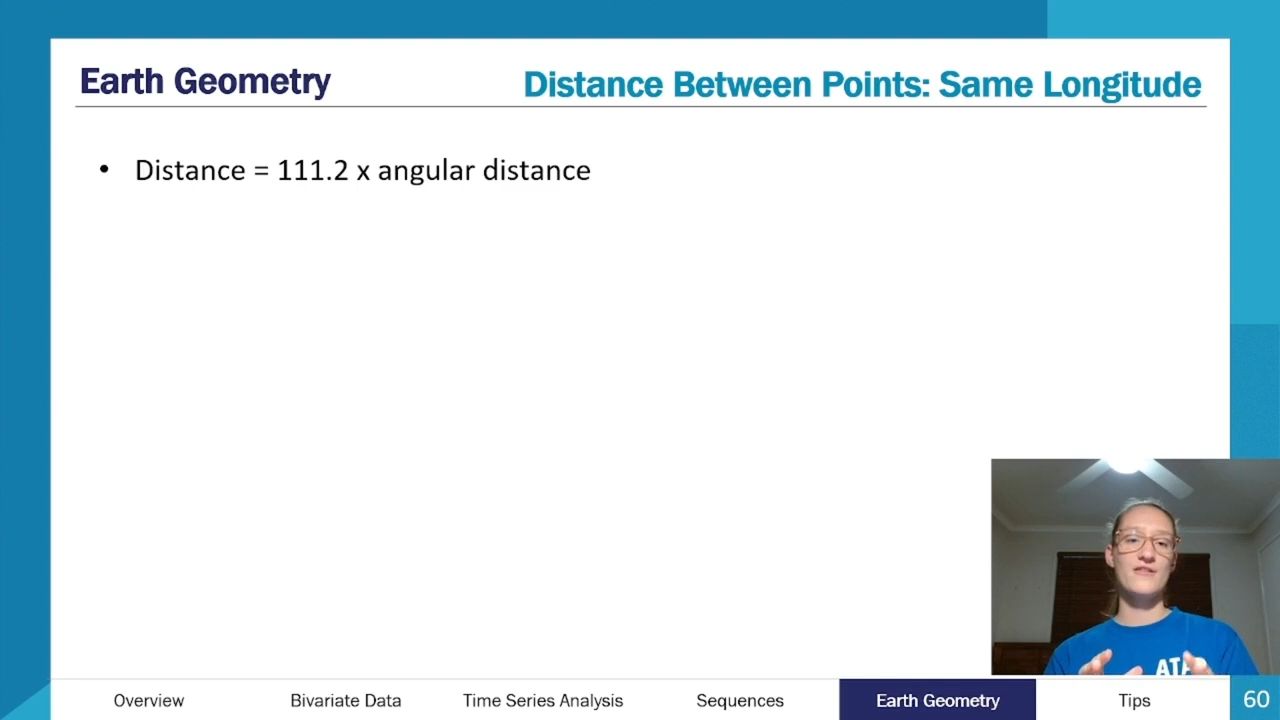 Earth Geometry
Distance Between Points: Same Longitude
• Distance = 111.2 x angular distance
Overview
Bivariate Data
Time Series Analysis
Sequences
Earth Geometry
Tips
60